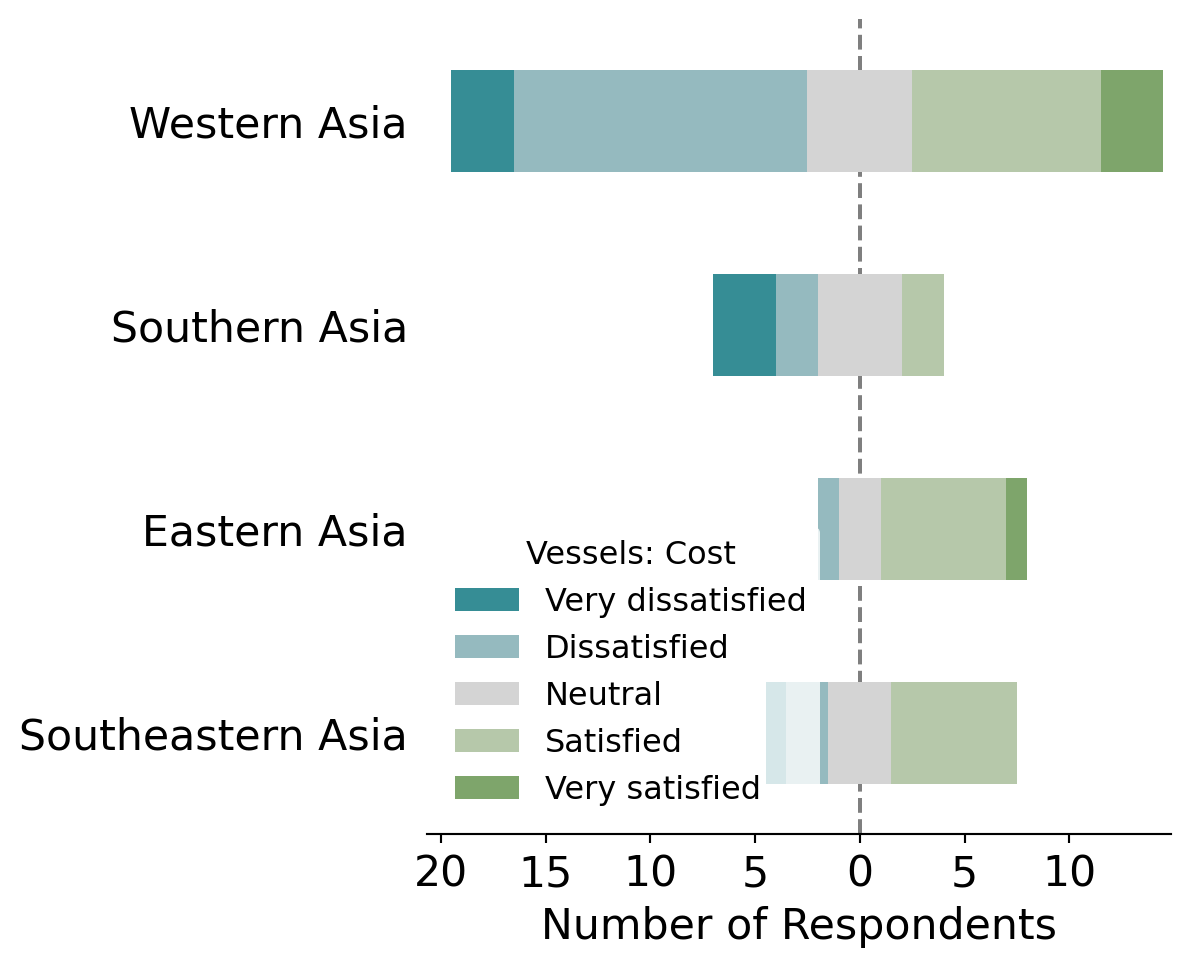 Western Asia
Southern Asia
Eastern Asia
Southeastern Asia
Vessels: Cost
Very dissatisfied
Dissatisfied
Neutral
Satisfied
Very satisfied
20 15 10 5 0 5 10
Number of Respondents